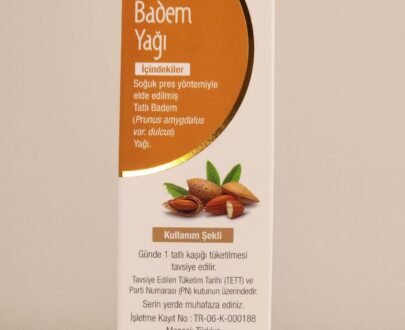 Badem
Yağı
İçindekiler
Soğuk pres yöntemiyle
elde edilmiş
Tatlı Badem
(Prunus amygdalus
var. dulcus)
Yağı.
Kullanım Şekli
Günde 1 tatlı kaşığı tüketilmesi
tavsiye edilir.
Tavsiye Edilen Tüketim Tarihi (TETT) ve
Parti Numarası (PN) kutunun üzerindedir.
Serin yerde muhafaza ediniz.
İşletme Kayıt No : TR-06-K-000188